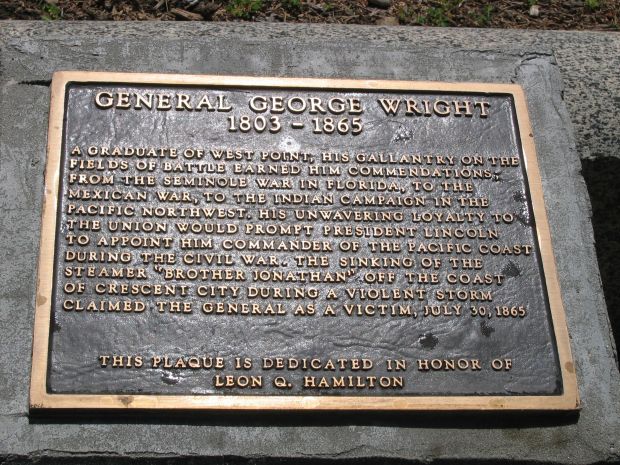 GENERAL GEORGE WRIGHT
1803 - 1865
A GRADUATE OF WEST POINT, HIS GALLANTRY ON THE
FIELDS OF BATTLE EARNED HIM COMMENDATIONS,
FROM THE SEMINOLE WAR IN FLORIDA, TO THE
MEXICAN WAR, TO THE INDIAN CAMPAIGN IN THE
PACIFIC NORTHWEST. HIS UNWAVERING LOYALTY TO
THE UNION WOULD PROMPT PRESIDENT LINCOLN
TO APPOINT HIM COMMANDER OF THE PACIFIC COAST
DURING THE CIVIL WAR. THE SINKING OF THE
STEAMER "BROTHER JONATHAN" OFF THE COAST
OF CRESCENT CITY DURING A VIOLENT STORM
CLAIMED THE GENERAL AS A VICTIM, JULY 30, 1865
THIS PLAQUE IS DEDICATED IN HONOR OF
LEON Q. HAMILTON